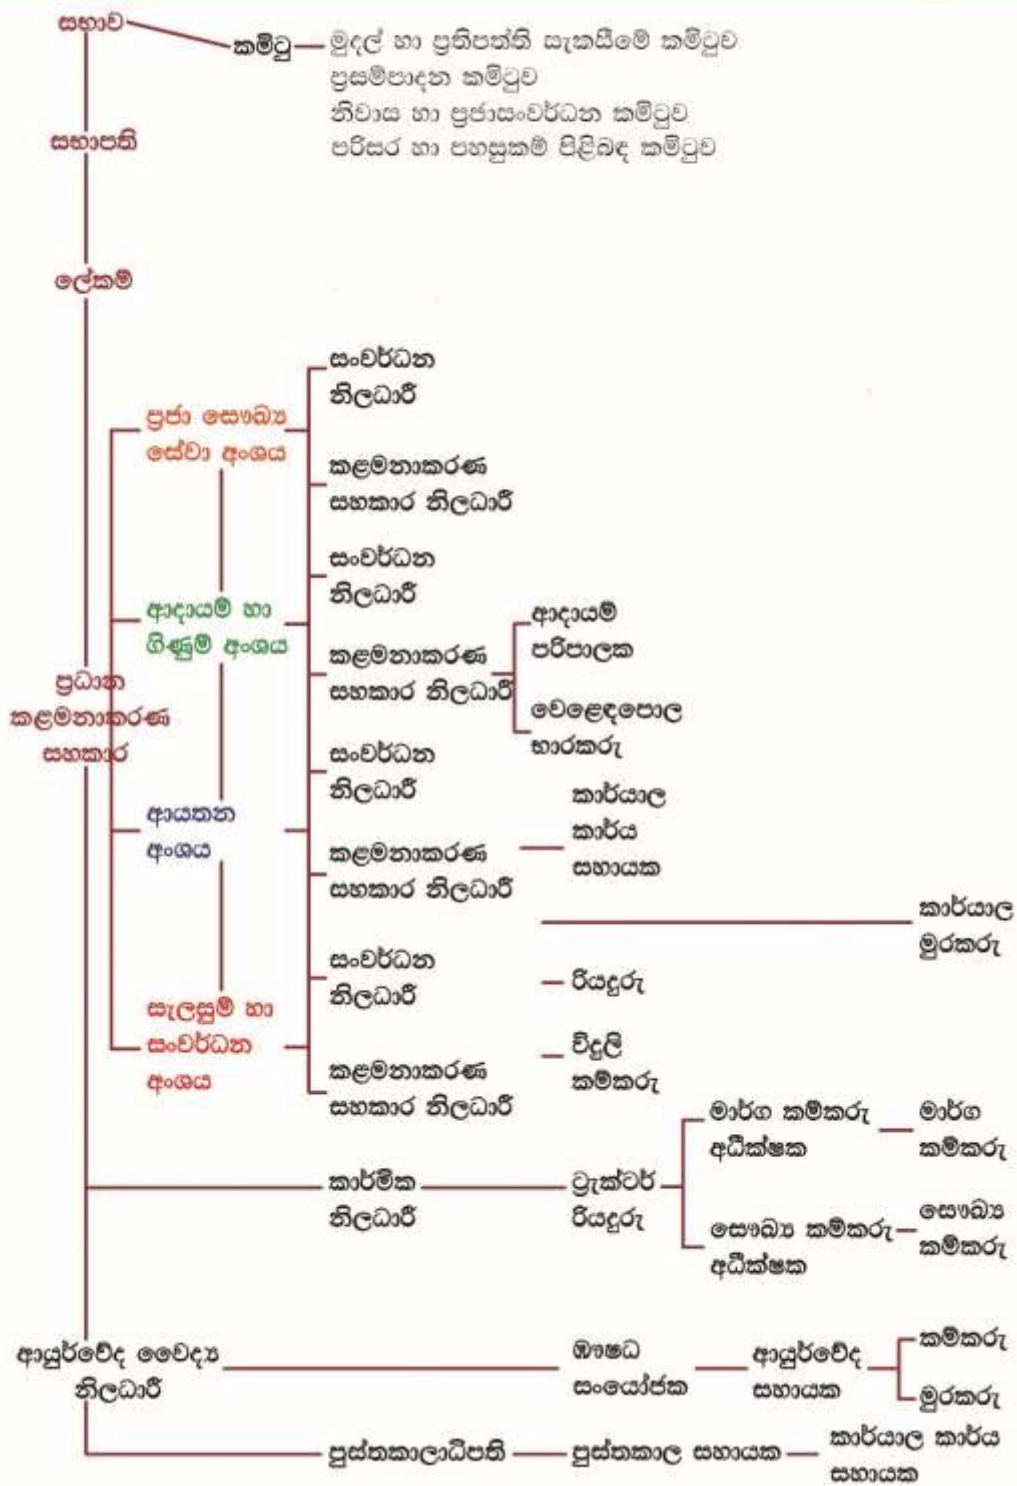 සභාව
කමිටු
මුදල් හා ප්‍රතිපත්ති සැකසීමේ කමිටුව
ප්‍රසම්පාදන කමිටුව
නිවාස හා ප්‍රජාසංවර්ධන කමිටුව
පරිසර හා පහසුකම් පිළිබඳ කමිටුව
සභාපති
ලේකම්
ප්‍රධාන
කළමනාකරණ
සහකාර
ප්‍රජා සෞඛ්‍ය
සේවා අංශය
සංවර්ධන
නිලධාරී
කළමනාකරණ
සහකාර නිලධාරී
ආදායම් හා
ගිණුම් අංශය
සංවර්ධන
නිලධාරී
කළමනාකරණ
සහකාර නිලධාරී
ආදායම්
පරිපාලක
වෙළෙඳපොල
භාරකරු
ආයතන
අංශය
සංවර්ධන
නිලධාරී
කළමනාකරණ
සහකාර නිලධාරී
කාර්යාල
කාර්ය
සහායක
කාර්යාල
මුරකරු
සැලසුම් හා
සංවර්ධන
අංශය
සංවර්ධන
නිලධාරී
රියදුරු
කළමනාකරණ
සහකාර නිලධාරී
විදුලි
කම්කරු
කාර්මික
නිලධාරී
ට්‍රැක්ටර්
රියදුරු
මාර්ග කම්කරු
අධීක්ෂක
මාර්ග
කම්කරු
සෞඛ්‍ය කම්කරු
අධීක්ෂක
සෞඛ්‍ය
කම්කරු
ආයුර්වේද වෛද්‍ය
නිලධාරී
ඖෂධ
සංයෝජක
ආයුර්වේද
සහායක
කම්කරු
මුරකරු
පුස්තකාලාධිපති
පුස්තකාල සහායක
කාර්යාල කාර්ය
සහායක